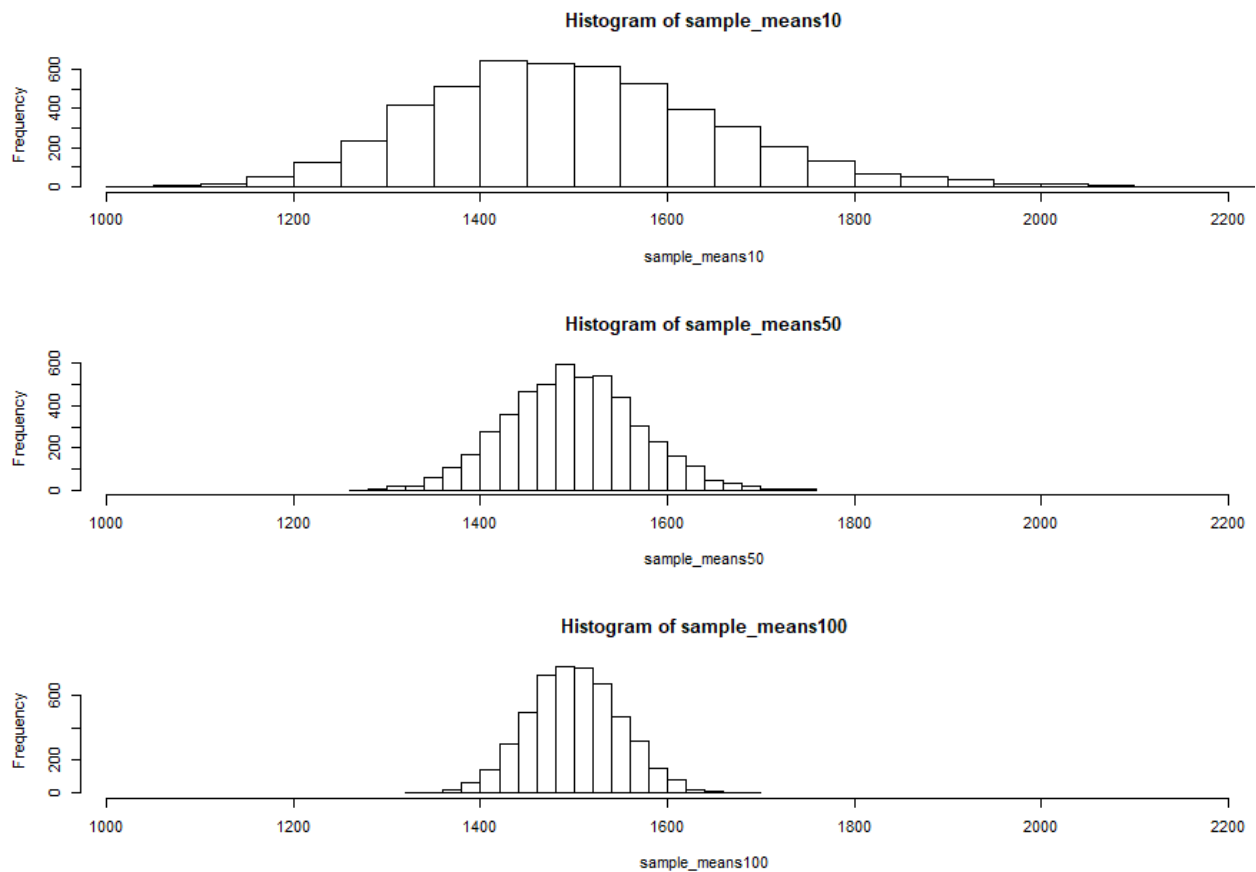 Histogram of sample_means10
Frequency
0 200 400 600
1000 1200 1400 1600 1800 2000 2200
sample_means10
Histogram of sample_means50
Frequency
0 200 400 600
1000 1200 1400 1600 1800 2000 2200
sample_means50
Histogram of sample_means100
Frequency
0 200 600
1000 1200 1400 1600 1800 2000 2200
sample_means100